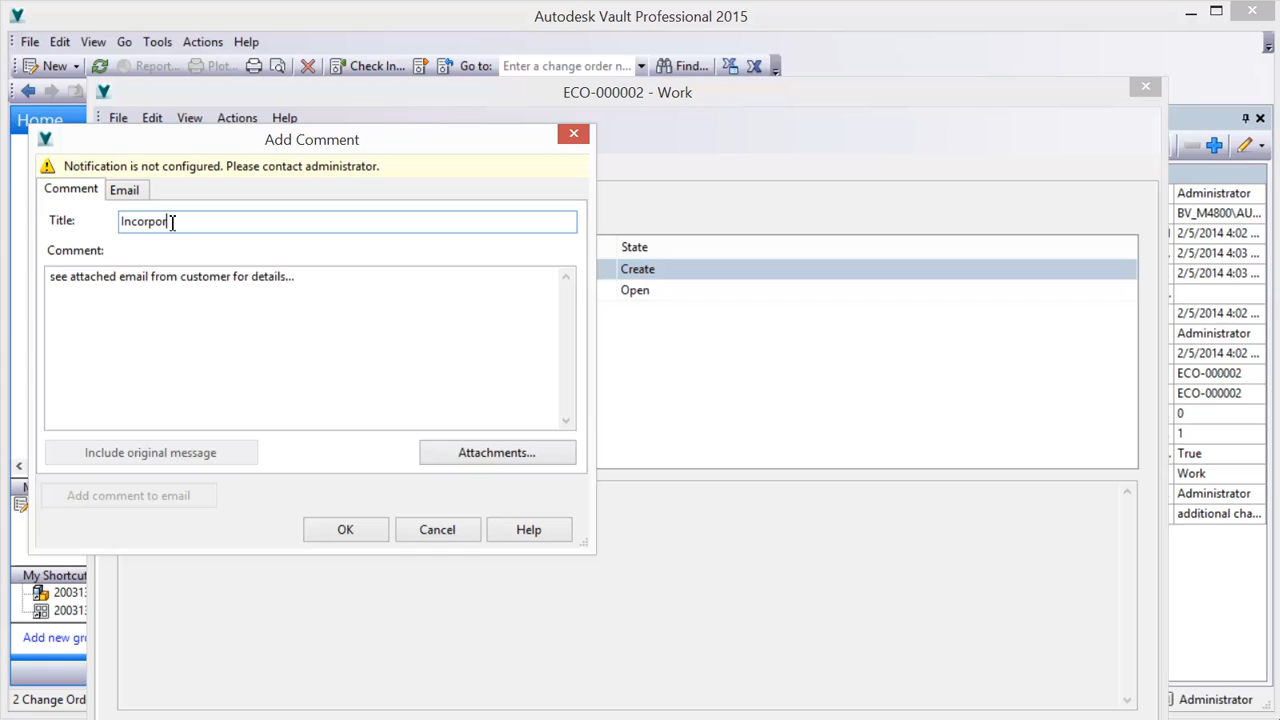 Autodesk Vault Professional 2015
File Edit View Go Tools Actions Help
New Report... Plot... Check In... Go to: Enter a change order n... Find...
ECO-000002 - Work
Home
File Edit View Actions Help
Add Comment
Notification is not configured. Please contact administrator.
Comment Email
Title: Incorpor
Comment:
see attached email from customer for details...
Include original message Attachments...
Add comment to email
OK Cancel Help
State
Create
Open
Administrator
BV_M4800\AU...
2/5/2014 4:02 ...
2/5/2014 4:03 ...
2/5/2014 4:03 ...
2/5/2014 4:02 ...
Administrator
2/5/2014 4:02 ...
ECO-000002
ECO-000002
0
1
True
Work
Administrator
additional cha...
My Shortcu
200313
200313
Add new gr
2 Change Ord
Administrator